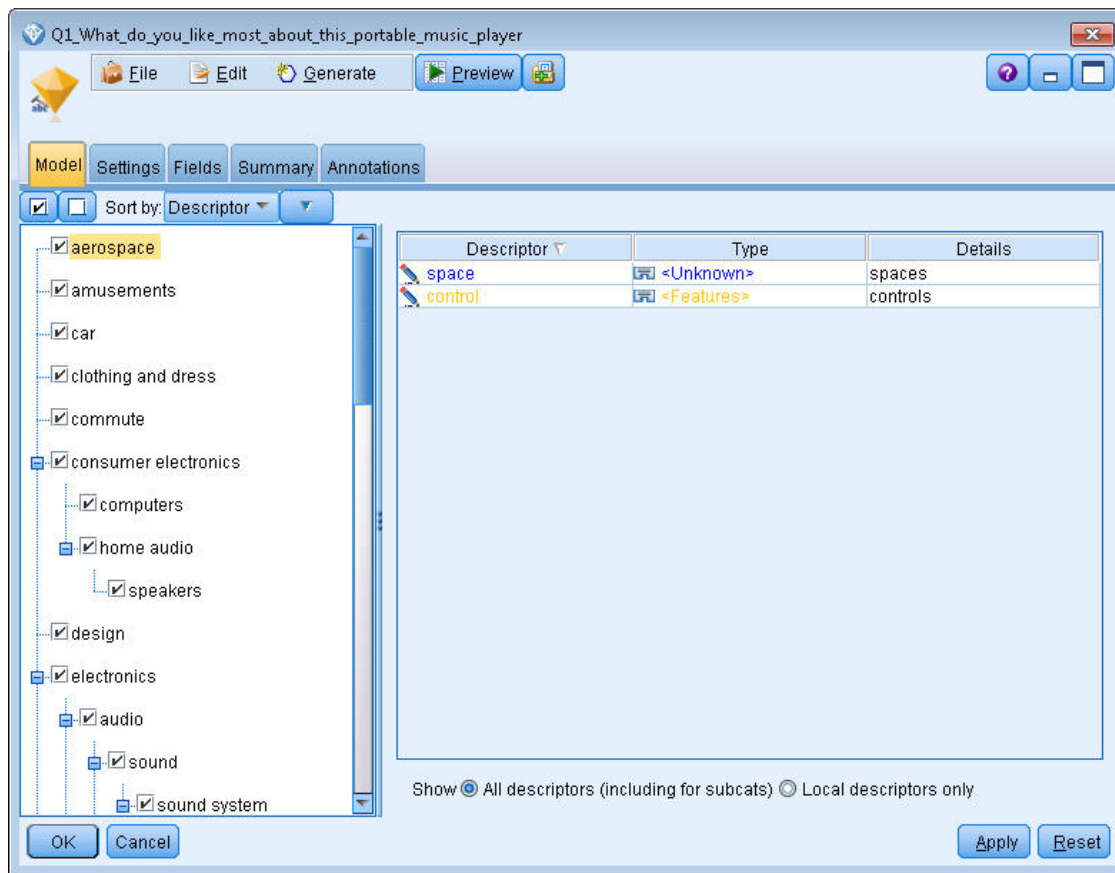 Q1_What_do_you_like_most_about_this_portable_music_player
File Edit Generate Preview
abc
Model Settings Fields Summary Annotations
Sort by: Descriptor
aerospace
amusements
car
clothing and dress
commute
consumer electronics
computers
home audio
speakers
design
electronics
audio
sound
sound system
Descriptor Type Details
space <Unknown> spaces
control <Features> controls
Show All descriptors (including for subcats) Local descriptors only
OK Cancel Apply Reset